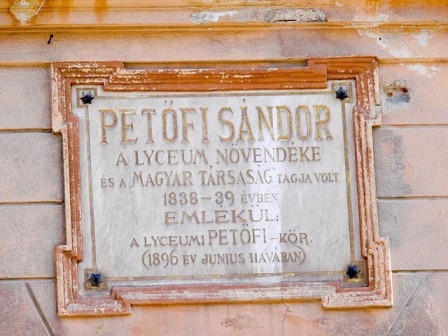 PETŐFI SÁNDOR
A LYCEUM NÖVENDÉKE
ÉS A „MAGYAR TÁRSASÁG" TAGJA VOLT
1838-39 ÉVBEN
EMLÉKÜL:
A LYCEUMI PETŐFI-KÖR.
(1896 ÉV JUNIUS HAVÁBAN)